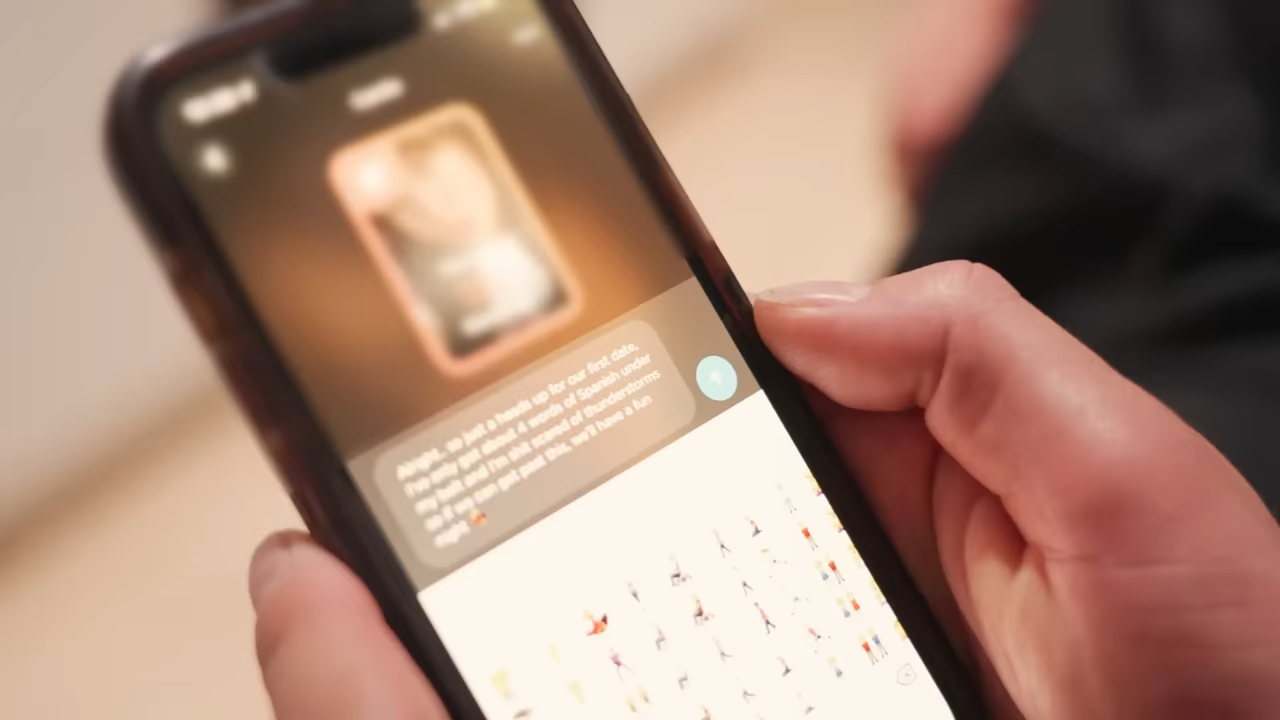 Alright.. so just a heads up for our first date,
I've only got about 4 words of Spanish under
my belt and I'm shit scared of thunderstorms
so if we can get past this, we'll have a fun
night